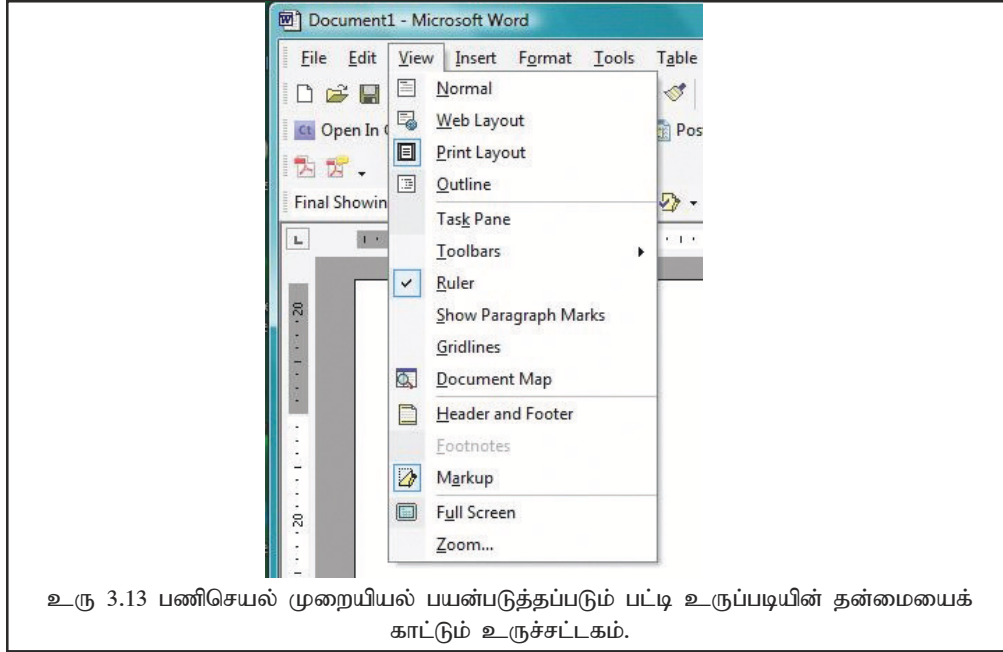 Document1 - Microsoft Word
File Edit View Insert Format Tools Table
Normal
Web Layout
Ct Open In
Pos
Print Layout
Outline
Final Showin
Task Pane
L
Toolbars
Ruler
20
Show Paragraph Marks
Gridlines
Document Map
Header and Footer
Footnotes
Markup
Full Screen
20
Zoom...
உரு 3.13 பணிசெயல் முறையியல் பயன்படுத்தப்படும் பட்டி உருப்படியின் தன்மையைக்
காட்டும் உருச்சட்டகம்.